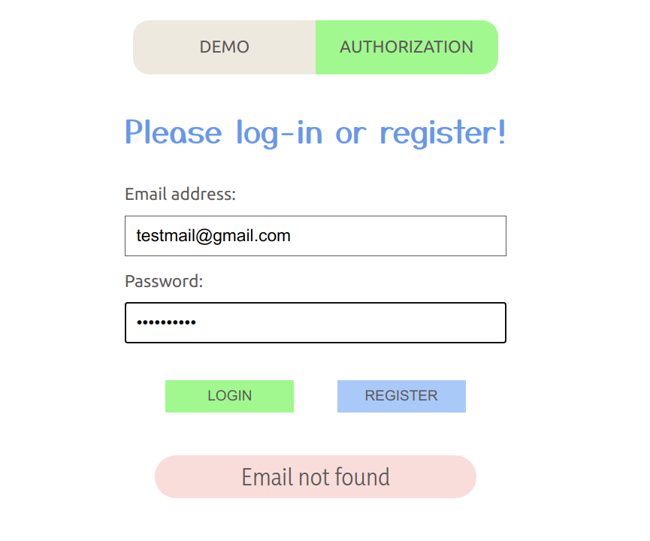 DEMO
AUTHORIZATION
Please log-in or register!
Email address:
testmail@gmail.com
Password:
••••••••••
LOGIN
REGISTER
Email not found